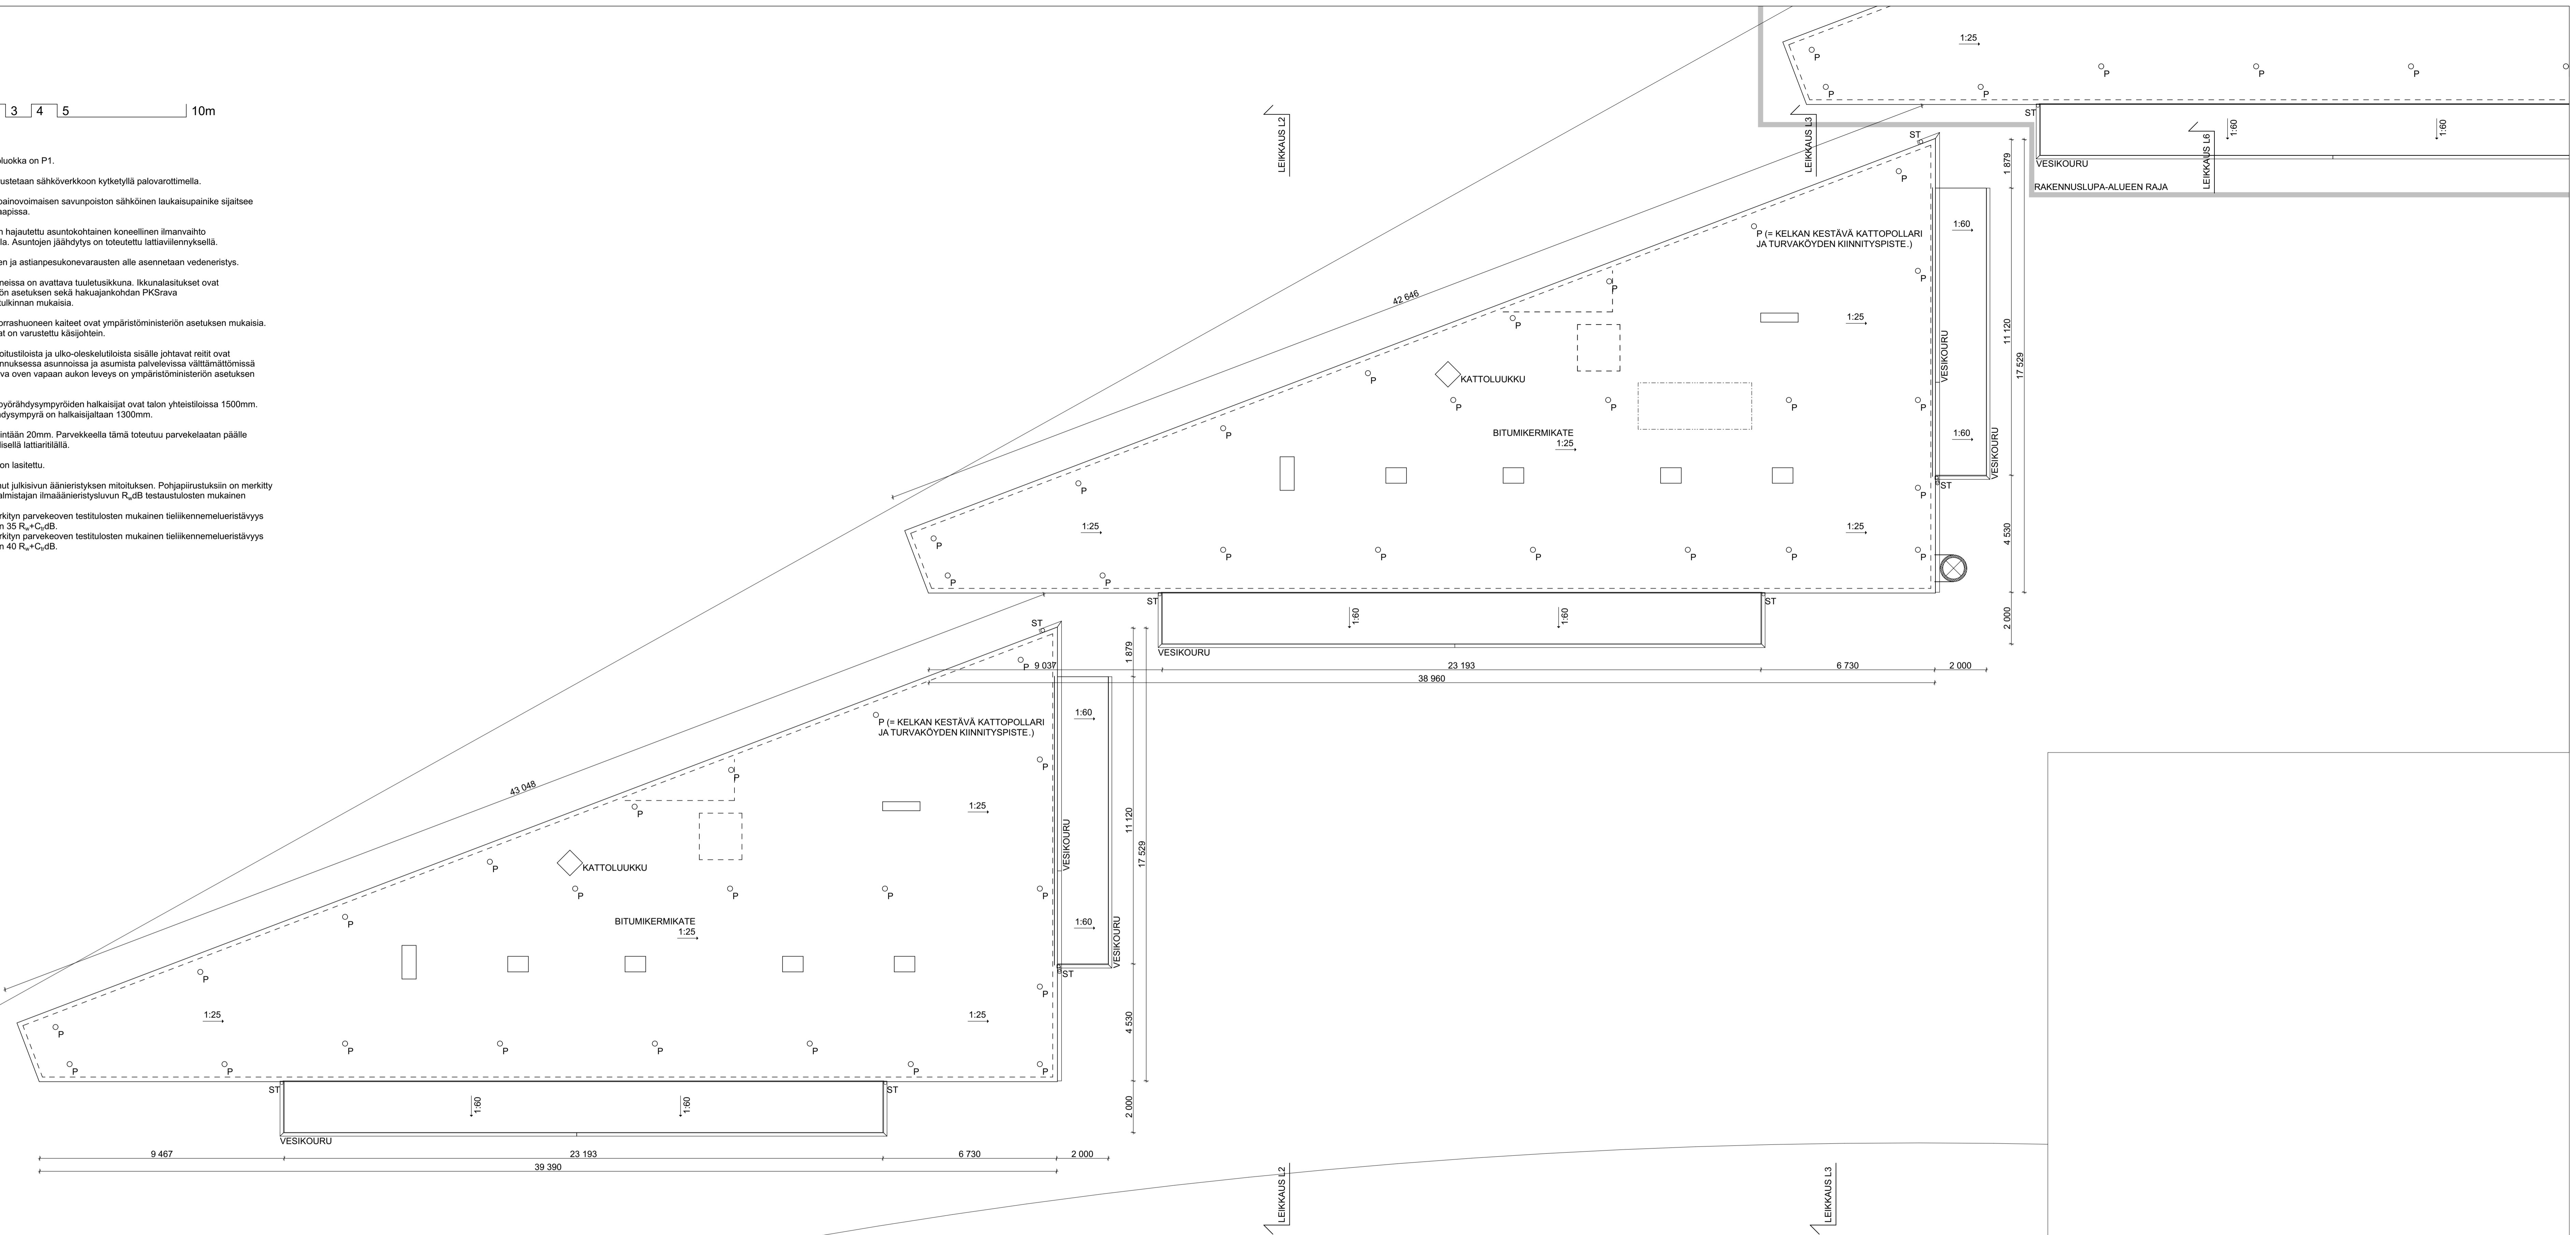 3 4 5 10m
oluokka on P1.
rustetaan sähköverkkoon kytketyllä palovarottimella.
painovoimaisen savunpoiston sähköinen laukaisupainike sijaitsee
aapissa.
n hajautettu asuntokohtainen koneellinen ilmanvaihto
lla. Asuntojen jäähdytys on toteutettu lattiaviilennyksellä.
en ja astianpesukonevarausten alle asennetaan vedeneristys.
neissa on avattava tuuletusikkuna. Ikkunalasitukset ovat
iön asetuksen sekä hakuajankohdan PKSrava
tulkinnan mukaisia.
orrashuoneen kaiteet ovat ympäristöministeriön asetuksen mukaisia.
at on varustettu käsijohtein.
oitustiloista ja ulko-oleskelutiloista sisälle johtavat reitit ovat
nnuksessa asunnoissa ja asumista palvelevissa välttämättömissä
va oven vapaan aukon leveys on ympäristöministeriön asetuksen
pyörähdysympyröiden halkaisijat ovat talon yhteistiloissa 1500mm.
ndysympyrä on halkaisijaltaan 1300mm.
intään 20mm. Parvekkeella tämä toteutuu parvekelaatan päälle
llisellä lattiaritilällä.
on lasitettu.
nut julkisivun äänieristyksen mitoituksen. Pohjapiirustuksiin on merkitty
almistajan ilmaäänieristysluvun RwdB testaustulosten mukainen
erkityn parvekeoven testitulosten mukainen tieliikennemelueristävyys
n 35 Rw+CtrdB.
erkityn parvekeoven testitulosten mukainen tieliikennemelueristävyys
n 40 Rw+CtrdB.
LEIKKAUS L2
LEIKKAUS L3
LEIKKAUS L6
1:25
P
P
P
P
P
P
ST
1:60
1:60
VESIKOURU
RAKENNUSLUPA-ALUEEN RAJA
ST
P
P (= KELKAN KESTÄVÄ KATTOPOLLARI
JA TURVAKÖYDEN KIINNITYSPISTE.)
1:60
1 879
11 120
17 529
42 646
P
P
P
1:25
VESIKOURU
KATTOLUUKKU
P
P
P
P
P
P
BITUMIKERMIKATE
1:25
1:60
VESIKOURU
ST
P
P
1:25
1:25
4 530
P
P
P
P
P
P
P
P
P
ST
ST
1:60
1:60
2 000
VESIKOURU
9 037
23 193
6 730
2 000
38 960
ST
P
P (= KELKAN KESTÄVÄ KATTOPOLLARI
JA TURVAKÖYDEN KIINNITYSPISTE.)
1:60
1 879
11 120
17 529
43 048
P
P
P
1:25
VESIKOURU
KATTOLUUKKU
P
P
P
P
P
P
BITUMIKERMIKATE
1:25
1:60
VESIKOURU
ST
P
P
1:25
1:25
4 530
P
P
P
P
P
P
P
P
P
ST
ST
1:60
1:60
2 000
VESIKOURU
9 467
23 193
6 730
2 000
39 390
LEIKKAUS L2
LEIKKAUS L3